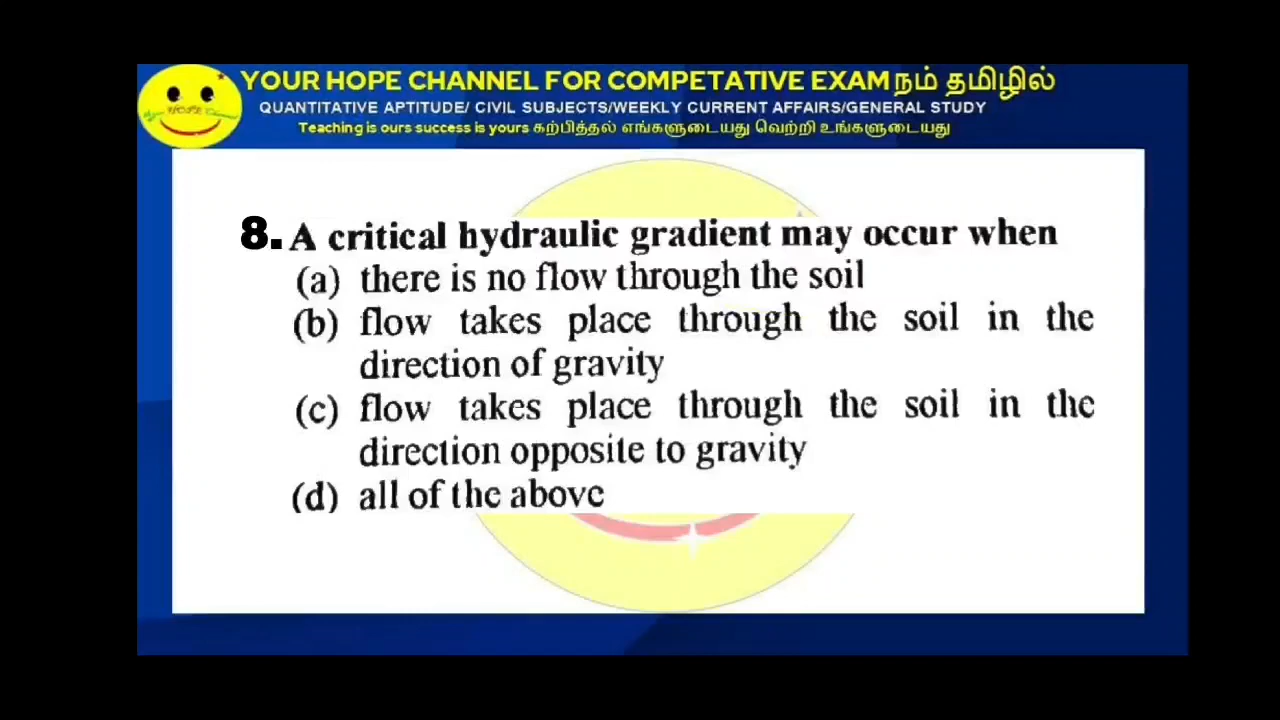 YOUR HOPE CHANNEL FOR COMPETATIVE EXAM நம் தமிழில்
QUANTITATIVE APTITUDE/ CIVIL SUBJECTS/WEEKLY CURRENT AFFAIRS/GENERAL STUDY
Teaching is ours success is yours கற்பித்தல் எங்களுடையது வெற்றி உங்களுடையது
8. A critical hydraulic gradient may occur when
(a) there is no flow through the soil
(b) flow takes place through the soil in the
direction of gravity
(c) flow takes place through the soil in the
direction opposite to gravity
(d) all of the above